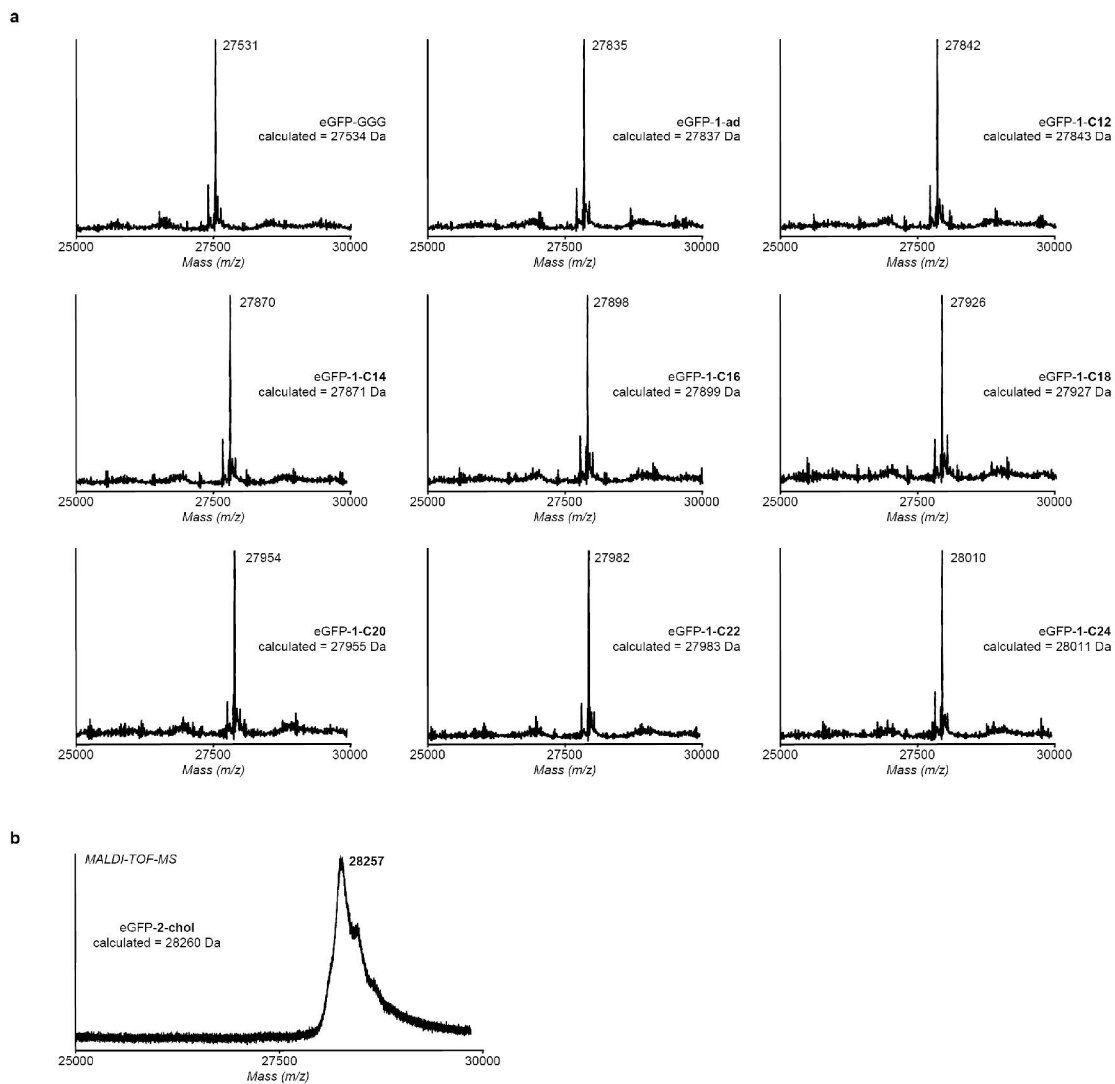 a
27531
eGFP-GGG
calculated = 27534 Da
25000 27500 30000
Mass (m/z)
27835
eGFP-1-ad
calculated = 27837 Da
25000 27500 30000
Mass (m/z)
27842
eGFP-1-C12
calculated = 27843 Da
25000 27500 30000
Mass (m/z)
27870
eGFP-1-C14
calculated = 27871 Da
25000 27500 30000
Mass (m/z)
27898
eGFP-1-C16
calculated = 27899 Da
25000 27500 30000
Mass (m/z)
27926
eGFP-1-C18
calculated = 27927 Da
25000 27500 30000
Mass (m/z)
27954
eGFP-1-C20
calculated = 27955 Da
25000 27500 30000
Mass (m/z)
27982
eGFP-1-C22
calculated = 27983 Da
25000 27500 30000
Mass (m/z)
28010
eGFP-1-C24
calculated = 28011 Da
25000 27500 30000
Mass (m/z)
b
MALDI-TOF-MS
28257
eGFP-2-chol
calculated = 28260 Da
25000 27500 30000
Mass (m/z)